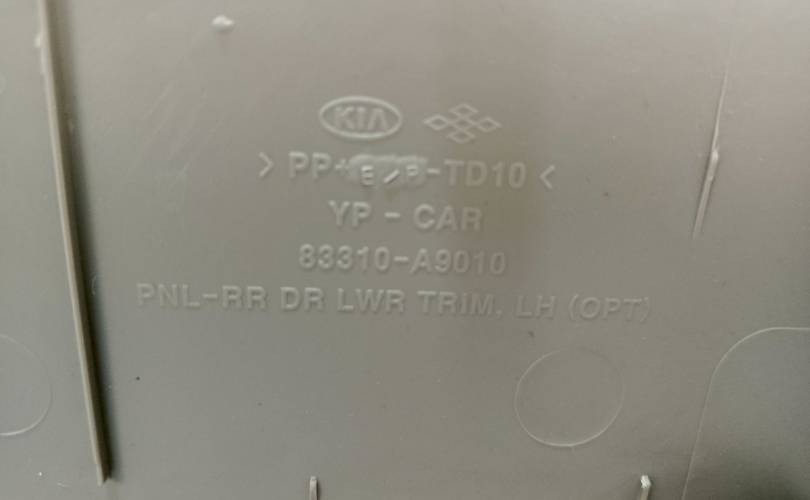 KIA
> PP+E/P-TD10 <
YP - CAR
83310-A9010
PNL-RR DR LWR TRIM, LH (OPT)